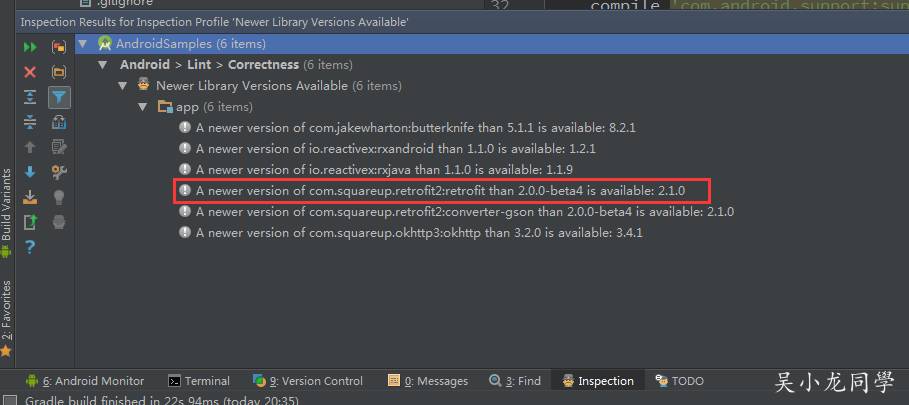 .gitignore
32 compile 'com.android.support:sup
Inspection Results for Inspection Profile 'Newer Library Versions Available'
AndroidSamples (6 items)
Android > Lint > Correctness (6 items)
Newer Library Versions Available (6 items)
app (6 items)
A newer version of com.jakewharton:butterknife than 5.1.1 is available: 8.2.1
A newer version of io.reactivex:rxandroid than 1.1.0 is available: 1.2.1
A newer version of io.reactivex:rxjava than 1.1.0 is available: 1.1.9
A newer version of com.squareup.retrofit2:retrofit than 2.0.0-beta4 is available: 2.1.0
A newer version of com.squareup.retrofit2:converter-gson than 2.0.0-beta4 is available: 2.1.0
A newer version of com.squareup.okhttp3:okhttp than 3.2.0 is available: 3.4.1
Build Variants
2: Favorites
6: Android Monitor Terminal 9: Version Control 0: Messages 3: Find Inspection TODO
吴小龙同學
Gradle build finished in 22s 94ms (today 20:35)